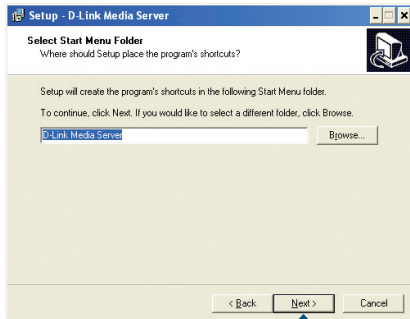 Setup - D-Link Media Server
Select Start Menu Folder
Where should Setup place the program's shortcuts?
Setup will create the program's shortcuts in the following Start Menu folder.
To continue, click Next. If you would like to select a different folder, click Browse.
D-Link Media Server
Browse...
< Back
Next >
Cancel